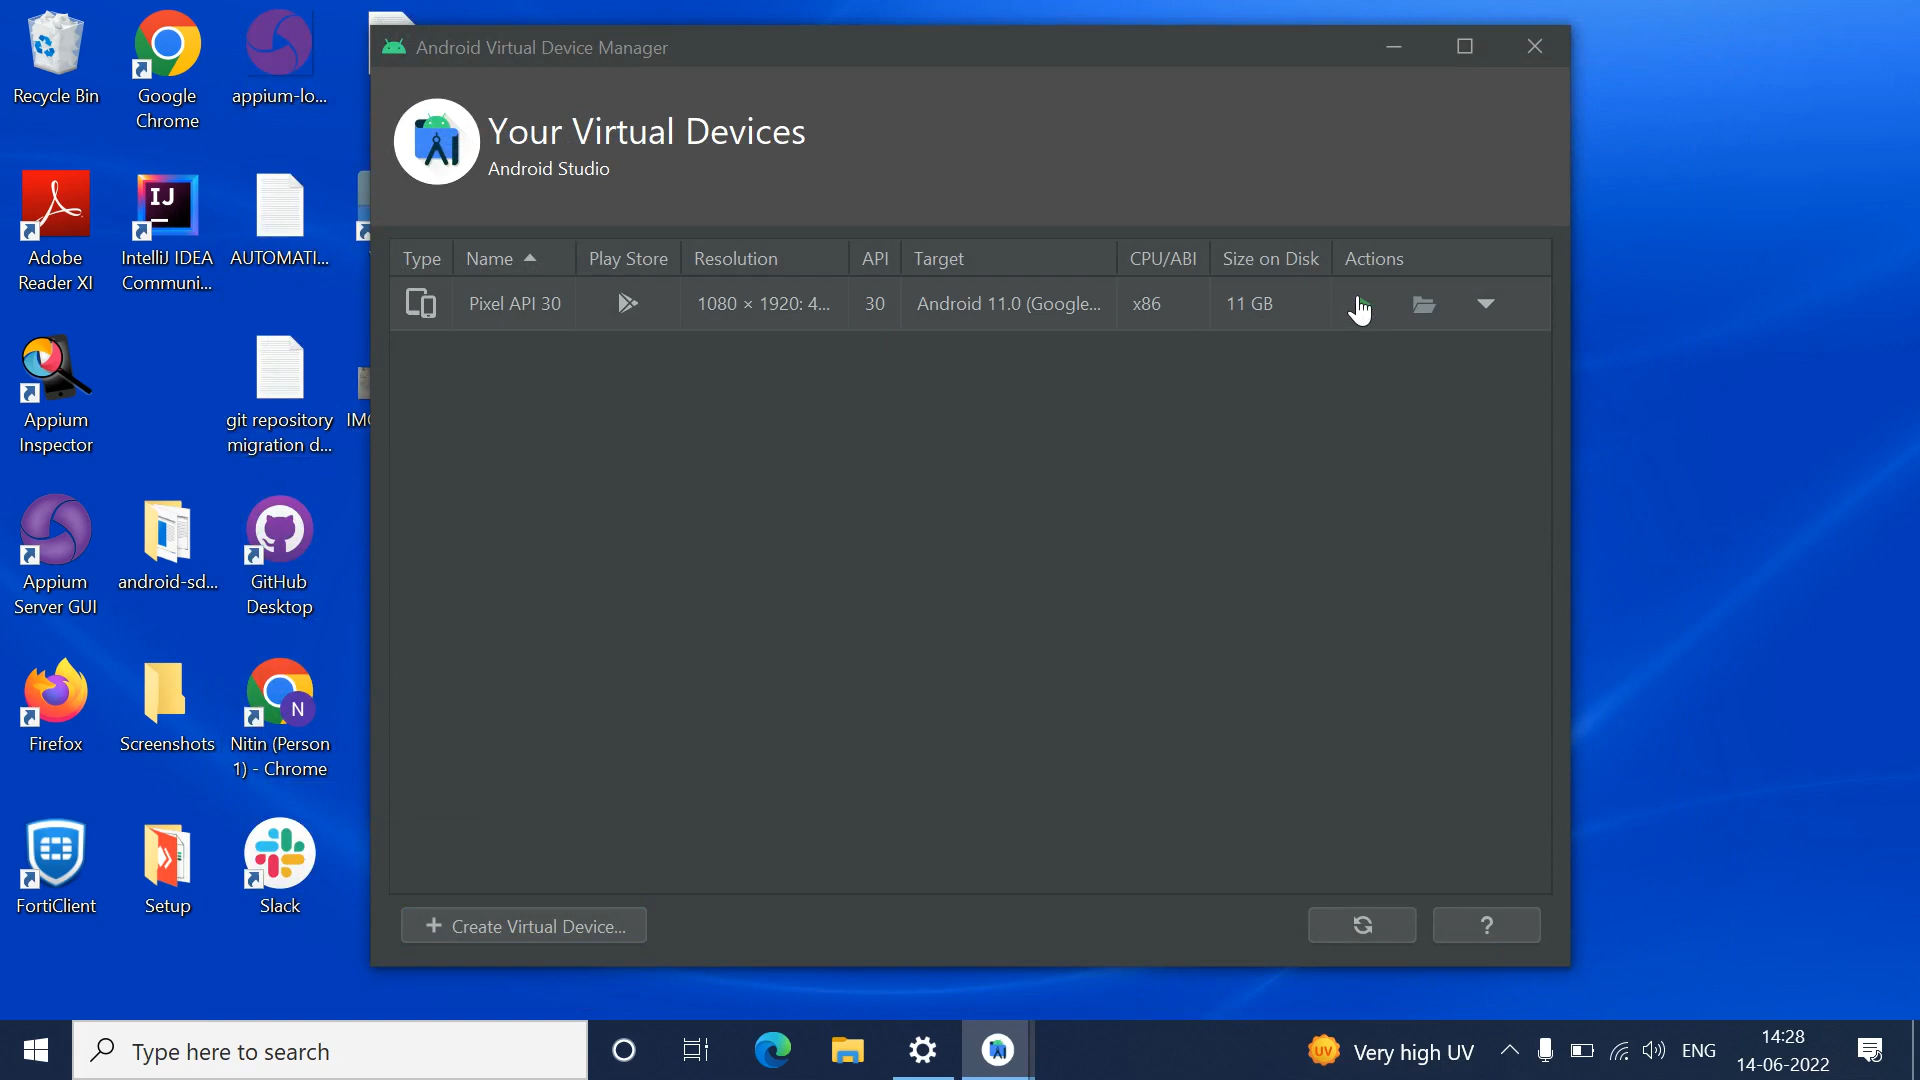 Recycle Bin
Google
Chrome
appium-lo...
Adobe
Reader XI
IJ
IntelliJ IDEA
Communi...
AUTOMATI...
Appium
Inspector
git repository
migration d...
Appium
Server GUI
android-sd...
GitHub
Desktop
Firefox
Screenshots
N
Nitin (Person
1) - Chrome
FortiClient
Setup
Slack
Android Virtual Device Manager
Your Virtual Devices
Android Studio
Type Name Play Store Resolution API Target CPU/ABI Size on Disk Actions
Pixel API 30 1080 × 1920: 4... 30 Android 11.0 (Google... x86 11 GB
+ Create Virtual Device...
?
Type here to search
UV
Very high UV
ENG
14:28
14-06-2022